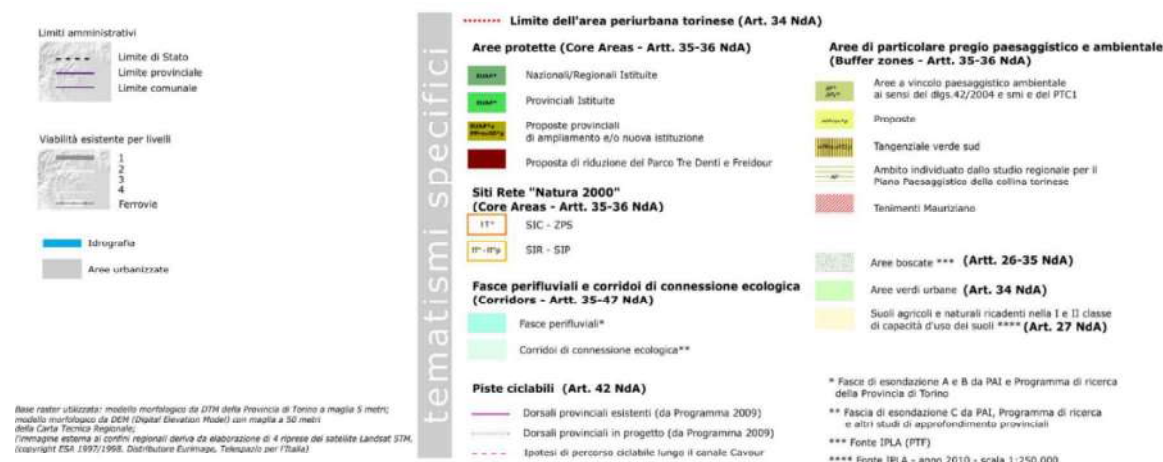 Limiti amministrativi
Limite di Stato
Limite provinciale
Limite comunale
Viabilità esistente per livelli
1
2
3
4
Ferrovie
Idrografia
Aree urbanizzate
Base raster utilizzata: modello morfologico da DTM della Provincia di Torino a maglia 5 metri;
modello morfologico da DEM (Digital Elevation Model) con maglia a 50 metri
della Carta Tecnica Regionale;
l'immagine esterna ai confini regionali deriva da elaborazione di 4 riprese del satellite Landsat STM,
(copyright ESA 1997/1998. Distributore Eurimage, Telespazio per l'Italia)
tematismi specifici
Limite dell'area periurbana torinese (Art. 34 NdA)
Aree protette (Core Areas - Artt. 35-36 NdA)
Nazionali/Regionali Istituite
Provinciali Istituite
Proposte provinciali
di ampliamento e/o nuova istituzione
Proposta di riduzione del Parco Tre Denti e Freidour
Siti Rete "Natura 2000"
(Core Areas - Artt. 35-36 NdA)
IT*
SIC - ZPS
IT* - IT*p
SIR - SIP
Fasce perifluviali e corridoi di connessione ecologica
(Corridors - Artt. 35-47 NdA)
Fasce perifluviali*
Corridoi di connessione ecologica**
Piste ciclabili (Art. 42 NdA)
Dorsali provinciali esistenti (da Programma 2009)
Dorsali provinciali in progetto (da Programma 2009)
Ipotesi di percorso ciclabile lungo il canale Cavour
Aree di particolare pregio paesaggistico e ambientale
(Buffer zones - Artt. 35-36 NdA)
Aree a vincolo paesaggistico ambientale
ai sensi del dlgs.42/2004 e smi e del PTC1
Proposte
Tangenziale verde sud
Ambito individuato dallo studio regionale per il
Piano Paesaggistico della collina torinese
Tenimenti Mauriziano
Aree boscate *** (Artt. 26-35 NdA)
Aree verdi urbane (Art. 34 NdA)
Suoli agricoli e naturali ricadenti nella I e II classe
di capacità d'uso dei suoli **** (Art. 27 NdA)
* Fasce di esondazione A e B da PAI e Programma di ricerca
della Provincia di Torino
** Fascia di esondazione C da PAI, Programma di ricerca
e altri studi di approfondimento provinciali
*** Fonte IPLA (PTF)
**** Fonte IPLA - anno 2010 - scala 1:250.000